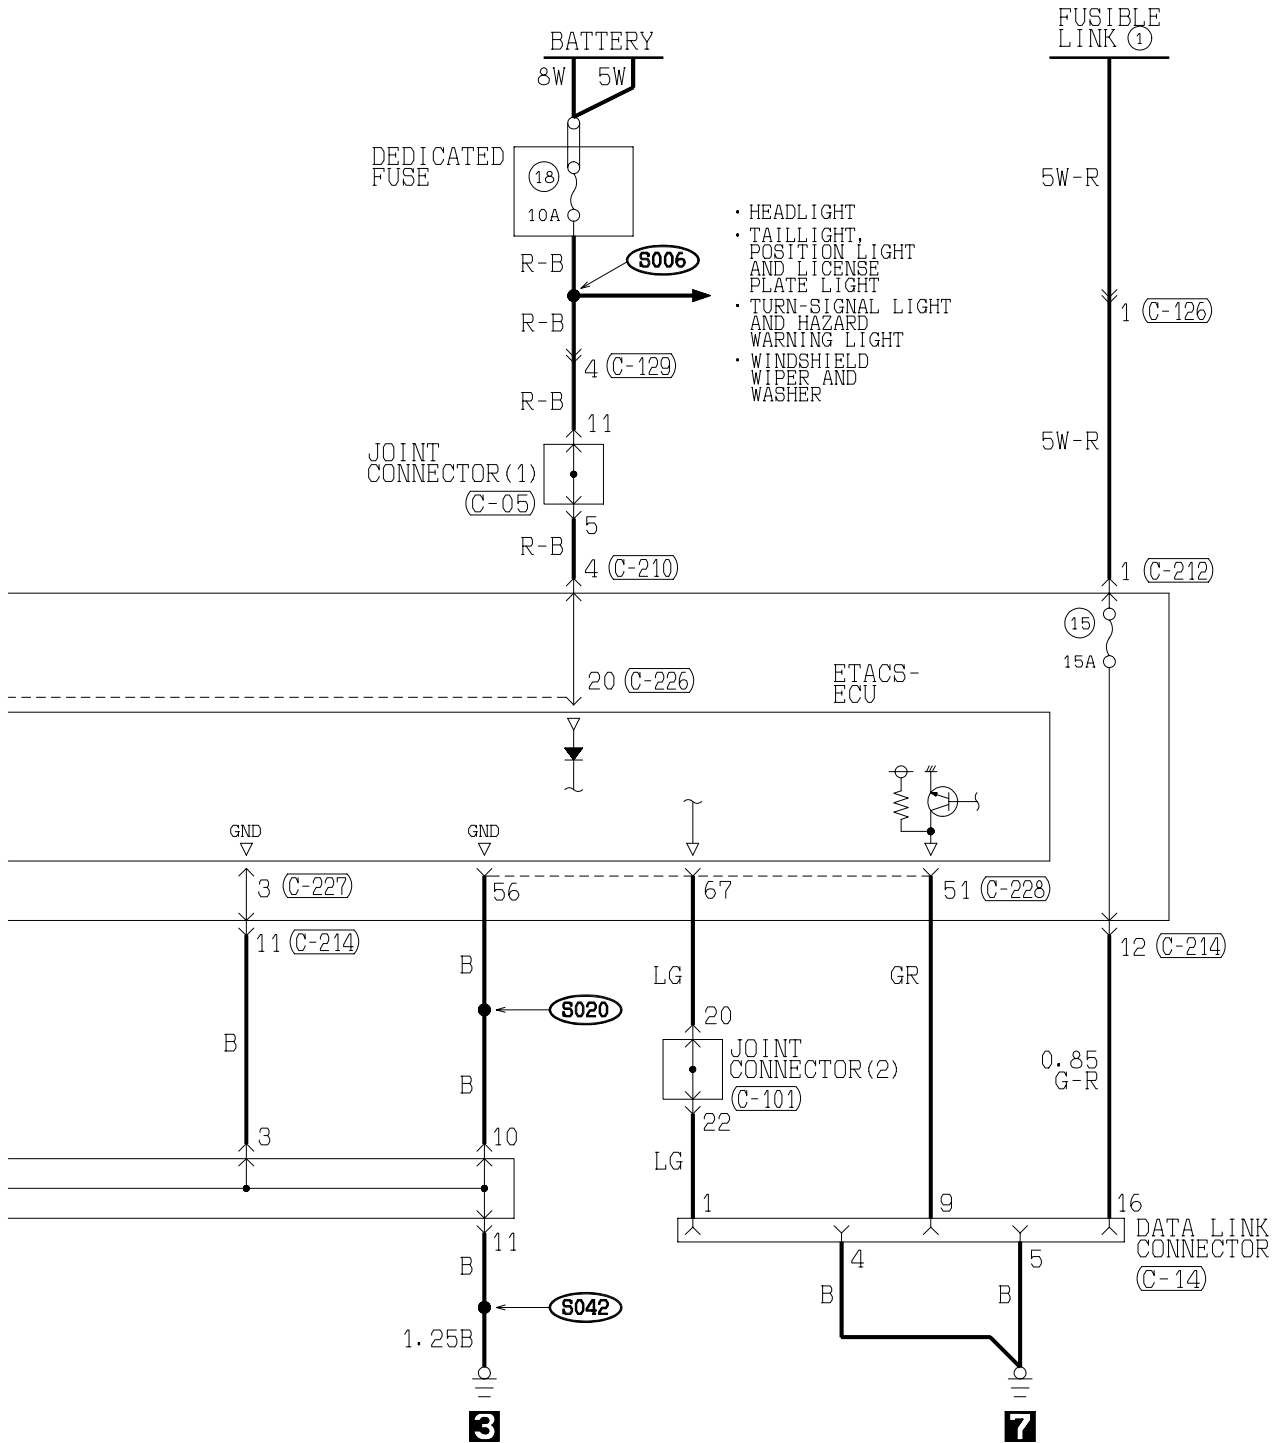 BATTERY
FUSIBLE
LINK 1
8W
5W
DEDICATED
FUSE
18
10A
5W-R
· HEADLIGHT
· TAILLIGHT,
POSITION LIGHT
AND LICENSE
PLATE LIGHT
· TURN-SIGNAL LIGHT
AND HAZARD
WARNING LIGHT
· WINDSHIELD
WIPER AND
WASHER
R-B
S006
R-B
1 (C-126)
4 (C-129)
R-B
11
JOINT
CONNECTOR(1)
(C-05)
5W-R
5
R-B
4 (C-210)
1 (C-212)
15
15A
20 (C-226)
ETACS-
ECU
GND
GND
3 (C-227)
56
67
51 (C-228)
11 (C-214)
12 (C-214)
B
LG
GR
S020
20
B
JOINT
CONNECTOR(2)
(C-101)
0.85
G-R
B
22
3
10
LG
1
9
16
DATA LINK
CONNECTOR
(C-14)
11
4
5
B
B
B
S042
1.25B
3
7